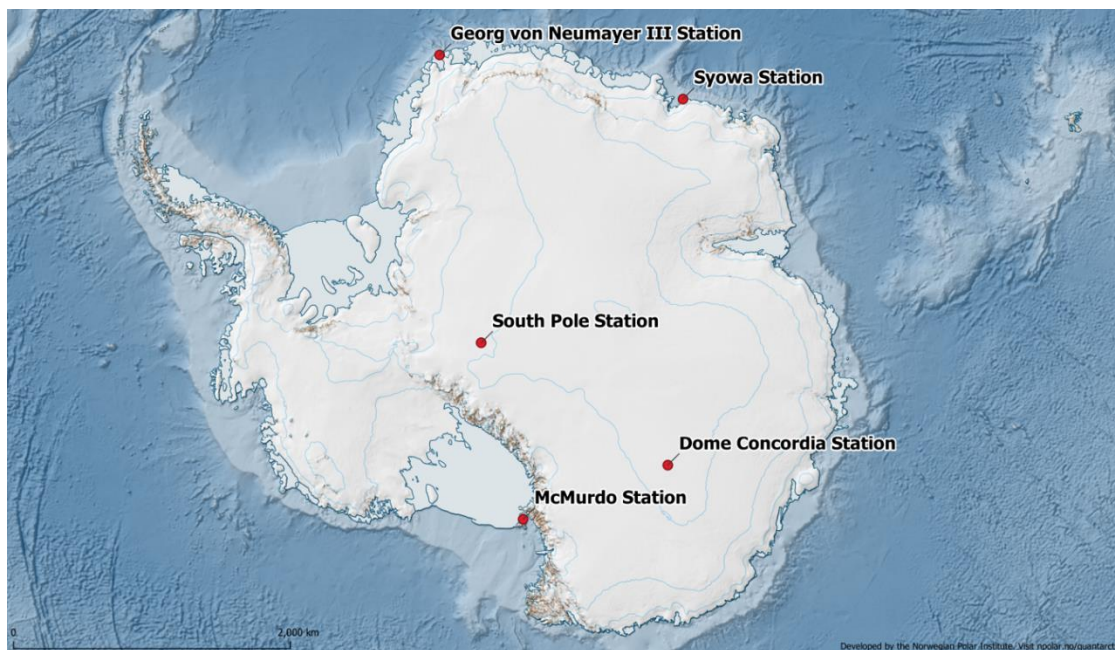 Georg von Neumayer III Station
Syowa Station
South Pole Station
Dome Concordia Station
McMurdo Station
0
2,000 km
Developed by the Norwegian Polar Institute. Visit npolar.no/quantarc